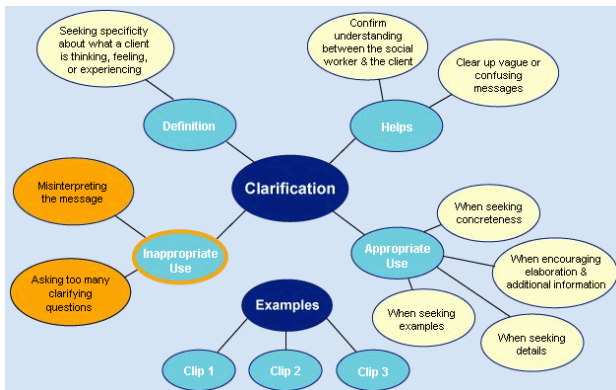 Seeking specificity
about what a client
is thinking, feeling,
or experiencing
Confirm
understanding
between the social
worker & the client
Clear up vague or
confusing
messages
Definition
Helps
Clarification
Misinterpreting
the message
Inappropriate
Use
Asking too many
clarifying
questions
Appropriate
Use
When seeking
concreteness
When encouraging
elaboration &
additional information
When seeking
details
When seeking
examples
Examples
Clip 1
Clip 2
Clip 3